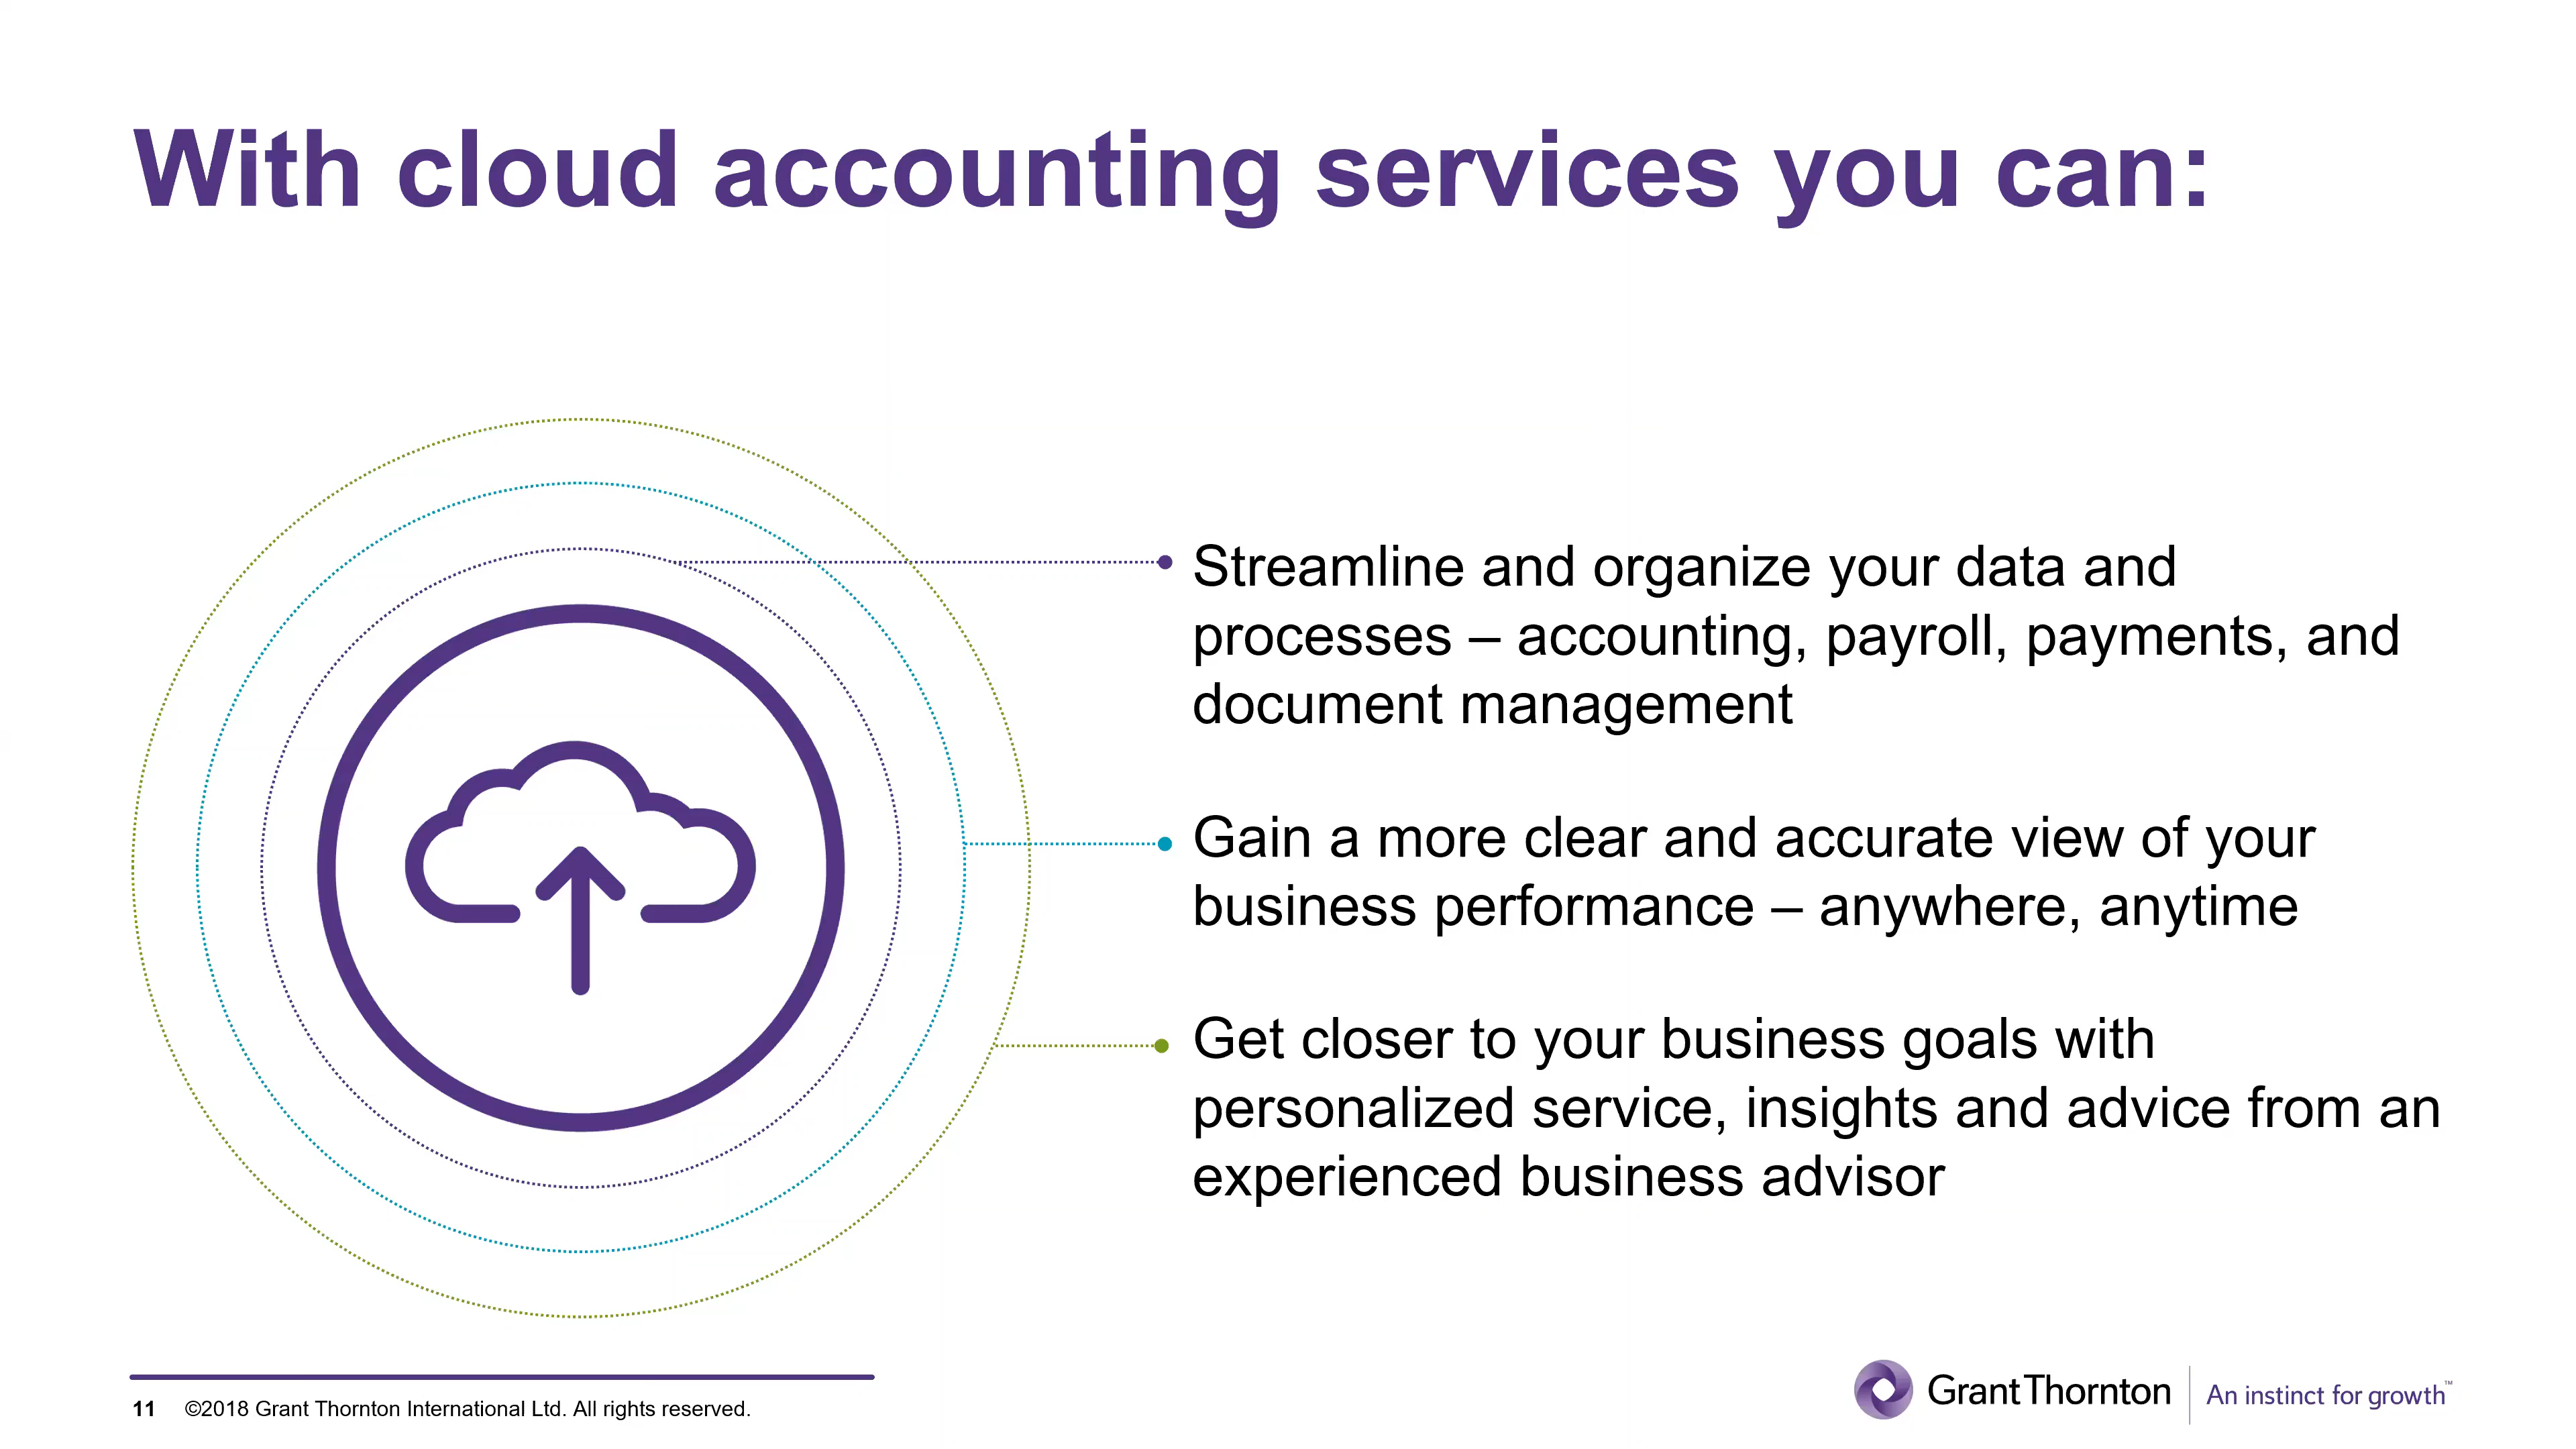 With cloud accounting services you can:
Streamline and organize your data and
processes – accounting, payroll, payments, and
document management
Gain a more clear and accurate view of your
business performance – anywhere, anytime
Get closer to your business goals with
personalized service, insights and advice from an
experienced business advisor
11 ©2018 Grant Thornton International Ltd. All rights reserved.
Grant Thornton An instinct for growth™